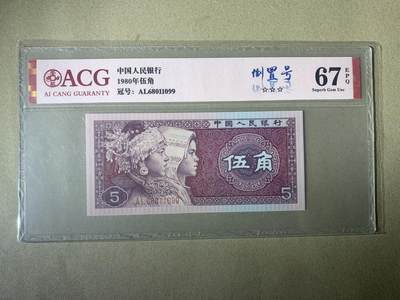 ACG
AI CANG GUARANTY
中国人民银行
1980年伍角
冠号：AL68011099
倒置号
☆☆☆
67 EPQ
Superb Gem Unc
中国人民银行
伍角
5
5
AL68011099